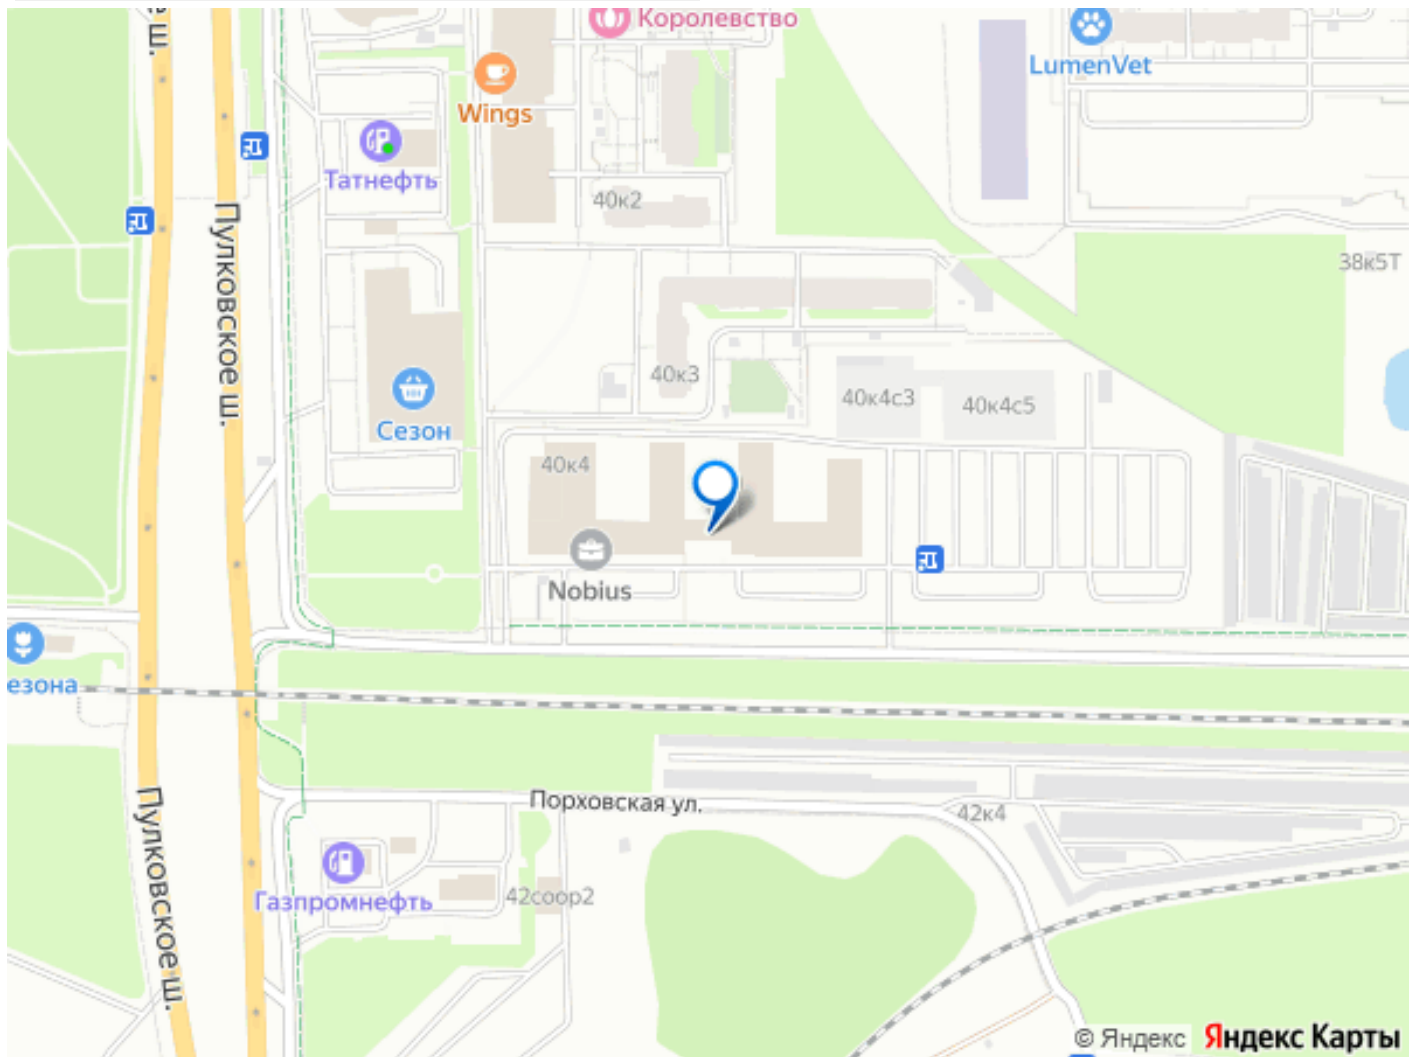 ш.
Королевство
LumenVet
Wings
Татнефть
40к2
Пулковское ш.
38к5Т
40к3
40к4с3
40к4с5
Сезон
40к4
Nobius
езона
Порховская ул.
42к4
Пулковское ш.
Газпромнефть
42соор2
© Яндекс Яндекс Карты